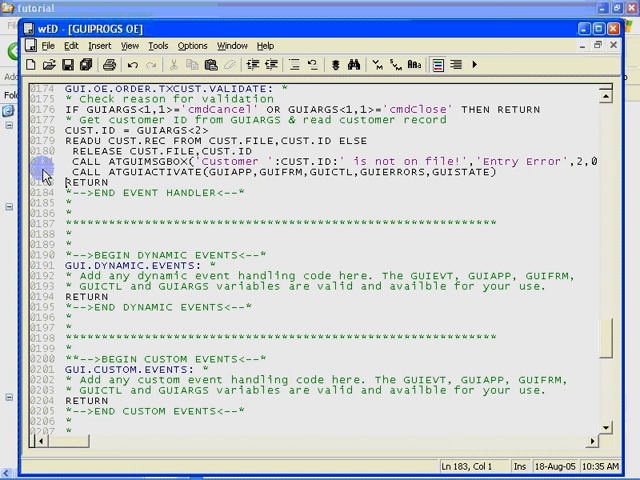 tutorial
wED - [GUIPROGS OE]
File Edit Insert View Tools Options Window Help
0174 GUI.OE.ORDER.TXCUST.VALIDATE: *
0175 * Check reason for validation
0176 IF GUIARGS<1,1>='cmdCancel' OR GUIARGS<1,1>='cmdClose' THEN RETURN
0177 * Get customer ID from GUIARGS & read customer record
0178 CUST.ID = GUIARGS<2>
0179 READU CUST.REC FROM CUST.FILE,CUST.ID ELSE
0180 RELEASE CUST.FILE,CUST.ID
CALL ATGUIMSGBOX('Customer ':CUST.ID:' is not on file!','Entry Error',2,0
CALL ATGUIACTIVATE(GUIAPP,GUIFRM,GUICTL,GUIERRORS,GUISTATE)
RETURN
0184 *-->END EVENT HANDLER<--*
0185 *
0186 *
0187 ******************************************************
0188 *
0189 *
0190 *-->BEGIN DYNAMIC EVENTS<--*
0191 GUI.DYNAMIC.EVENTS: *
0192 * Add any dynamic event handling code here. The GUIEVT, GUIAPP, GUIFRM,
0193 * GUICTL and GUIARGS variables are valid and availble for your use.
0194 RETURN
0195 *-->END DYNAMIC EVENTS<--*
0196 *
0197 *
0198 ******************************************************
0199 *
0200 **-->BEGIN CUSTOM EVENTS<--*
0201 GUI.CUSTOM.EVENTS: *
0202 * Add any custom event handling code here. The GUIEVT, GUIAPP, GUIFRM,
0203 * GUICTL and GUIARGS variables are valid and availble for your use.
0204 RETURN
0205 *-->END CUSTOM EVENTS<--*
0206 *
0207 *
Ln 183, Col 1 Ins 18-Aug-05 10:35 AM